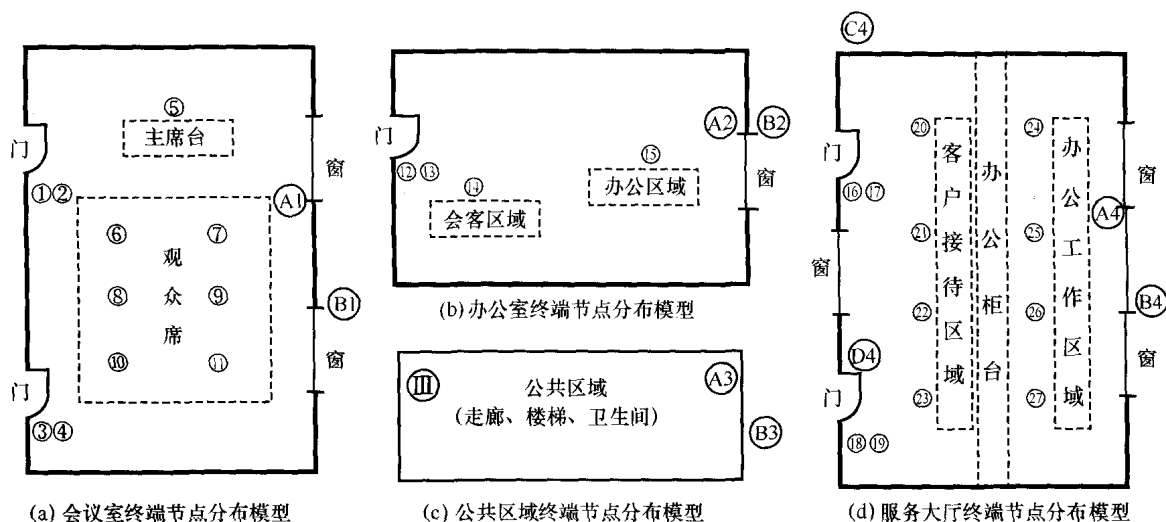 门
⑤
主席台
窗
①②
A1
⑥
⑦
观
众
席
⑧
⑨
⑩
⑪
B1
窗
门
③④
(a) 会议室终端节点分布模型
门
A2
B2
⑫ ⑬
⑭
会客区域
⑮
办公区域
窗
(b) 办公室终端节点分布模型
Ⅲ
公共区域
(走廊、楼梯、卫生间)
A3
B3
(c) 公共区域终端节点分布模型
C4
门
⑯ ⑰
窗
D4
门
⑱ ⑲
⑳
㉑
㉒
㉓
客户接待区域
办公柜台
㉔
㉕
㉖
㉗
办公工作区域
窗
A4
B4
窗
(d) 服务大厅终端节点分布模型